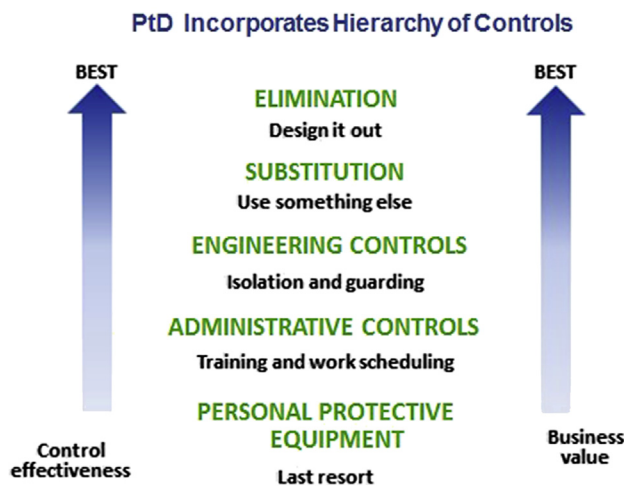 PtD Incorporates Hierarchy of Controls
BEST
BEST
ELIMINATION
Design it out
SUBSTITUTION
Use something else
ENGINEERING CONTROLS
Isolation and guarding
ADMINISTRATIVE CONTROLS
Training and work scheduling
PERSONAL PROTECTIVE
EQUIPMENT
Last resort
Control
effectiveness
Business
value